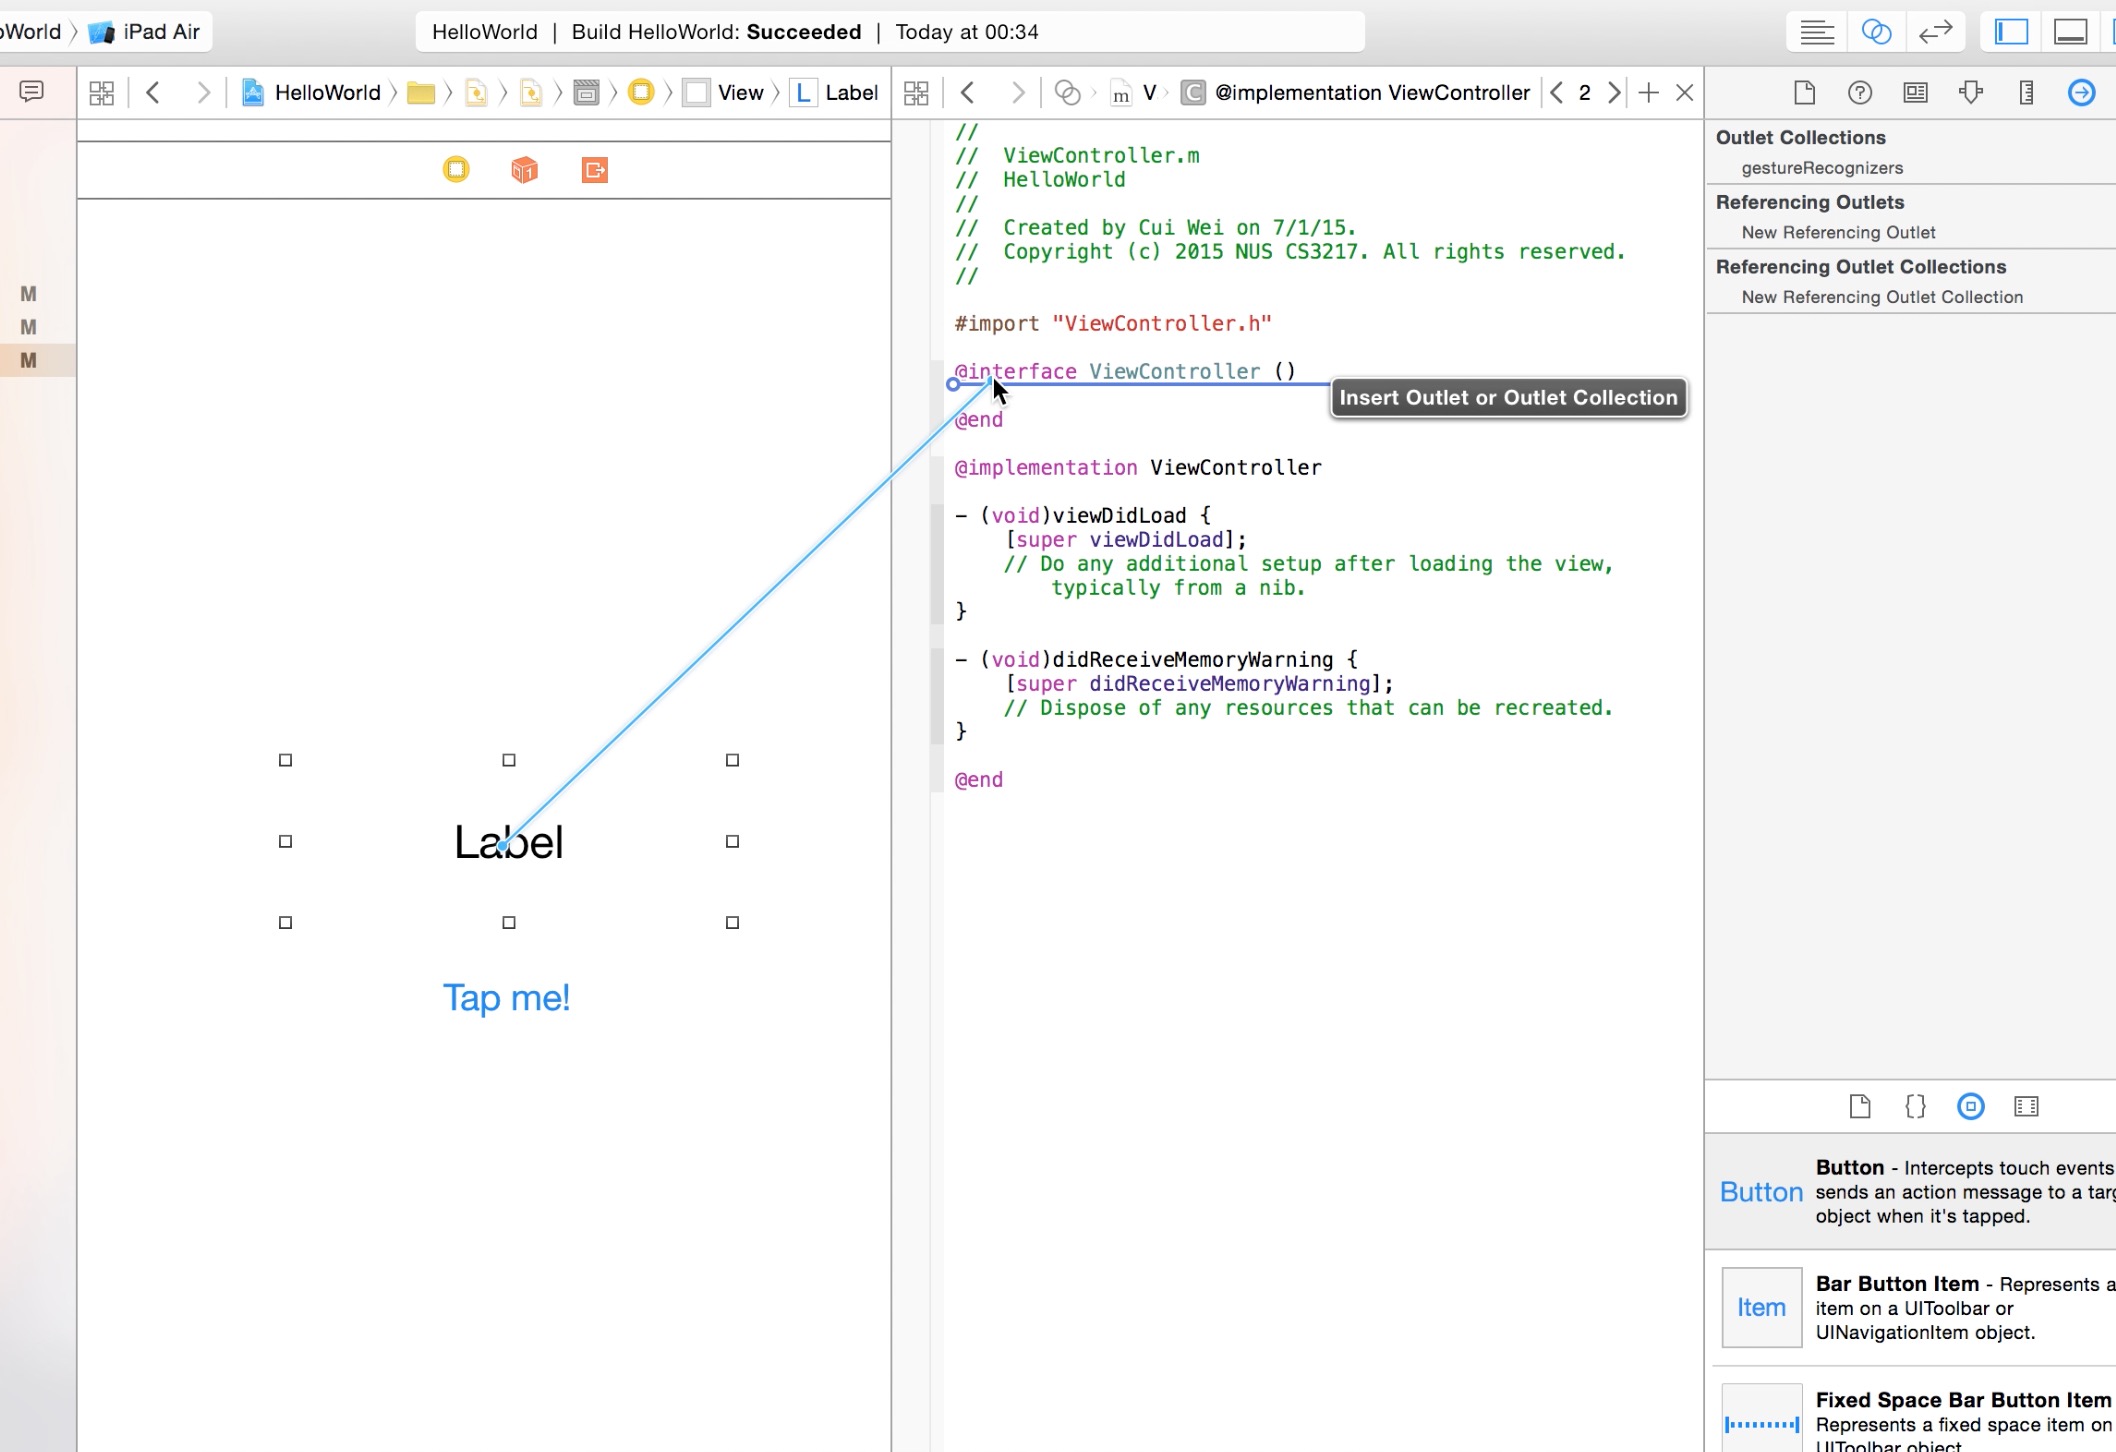 oWorld iPad Air HelloWorld | Build HelloWorld: Succeeded | Today at 00:34
HelloWorld View L Label
m V C @implementation ViewController 2
M
M
M
1
Label
Tap me!
//
//  ViewController.m
//  HelloWorld
//
//  Created by Cui Wei on 7/1/15.
//  Copyright (c) 2015 NUS CS3217. All rights reserved.
//
#import "ViewController.h"
@interface ViewController ()
Insert Outlet or Outlet Collection
@end
@implementation ViewController
- (void)viewDidLoad {
[super viewDidLoad];
// Do any additional setup after loading the view,
typically from a nib.
}
- (void)didReceiveMemoryWarning {
[super didReceiveMemoryWarning];
// Dispose of any resources that can be recreated.
}
@end
Outlet Collections
gestureRecognizers
Referencing Outlets
New Referencing Outlet
Referencing Outlet Collections
New Referencing Outlet Collection
{}
Button
Button - Intercepts touch events
sends an action message to a targ
object when it's tapped.
Item
Bar Button Item - Represents a
item on a UIToolbar or
UINavigationItem object.
Fixed Space Bar Button Item
Represents a fixed space item on
UIToolbar object